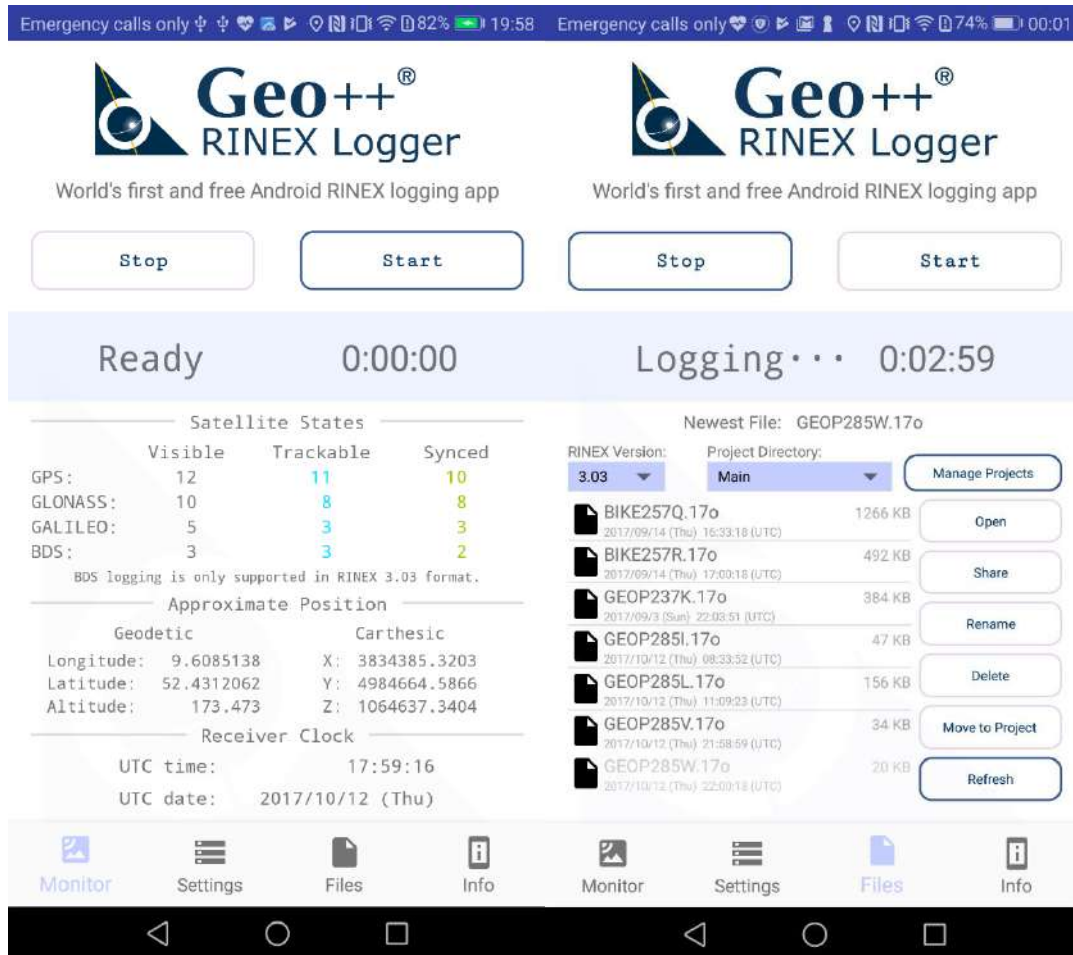 Emergency calls only 82% 19:58
Geo++®
RINEX Logger
World's first and free Android RINEX logging app
Stop Start
Ready 0:00:00
Satellite States
Visible Trackable Synced
GPS: 12 11 10
GLONASS: 10 8 8
GALILEO: 5 3 3
BDS: 3 3 2
BDS logging is only supported in RINEX 3.03 format.
Approximate Position
Geodetic Carthesic
Longitude: 9.6085138 X: 3834385.3203
Latitude: 52.4312062 Y: 4984664.5866
Altitude: 173.473 Z: 1064637.3404
Receiver Clock
UTC time: 17:59:16
UTC date: 2017/10/12 (Thu)
Monitor Settings Files Info
Emergency calls only 74% 00:01
Geo++®
RINEX Logger
World's first and free Android RINEX logging app
Stop Start
Logging··· 0:02:59
Newest File: GEOP285W.17o
RINEX Version: Project Directory:
3.03 Main Manage Projects
BIKE257Q.17o 1266 KB
2017/09/14 (Thu) 16:33:18 (UTC)
Open
BIKE257R.17o 492 KB
2017/09/14 (Thu) 17:00:18 (UTC)
Share
GEOP237K.17o 384 KB
2017/09/3 (Sun) 22:03:51 (UTC)
Rename
GEOP285I.17o 47 KB
2017/10/12 (Thu) 08:33:52 (UTC)
Delete
GEOP285L.17o 156 KB
2017/10/12 (Thu) 11:09:23 (UTC)
GEOP285V.17o 34 KB
2017/10/12 (Thu) 21:58:59 (UTC)
Move to Project
GEOP285W.17o 20 KB
2017/10/12 (Thu) 22:00:13 (UTC)
Refresh
Monitor Settings Files Info